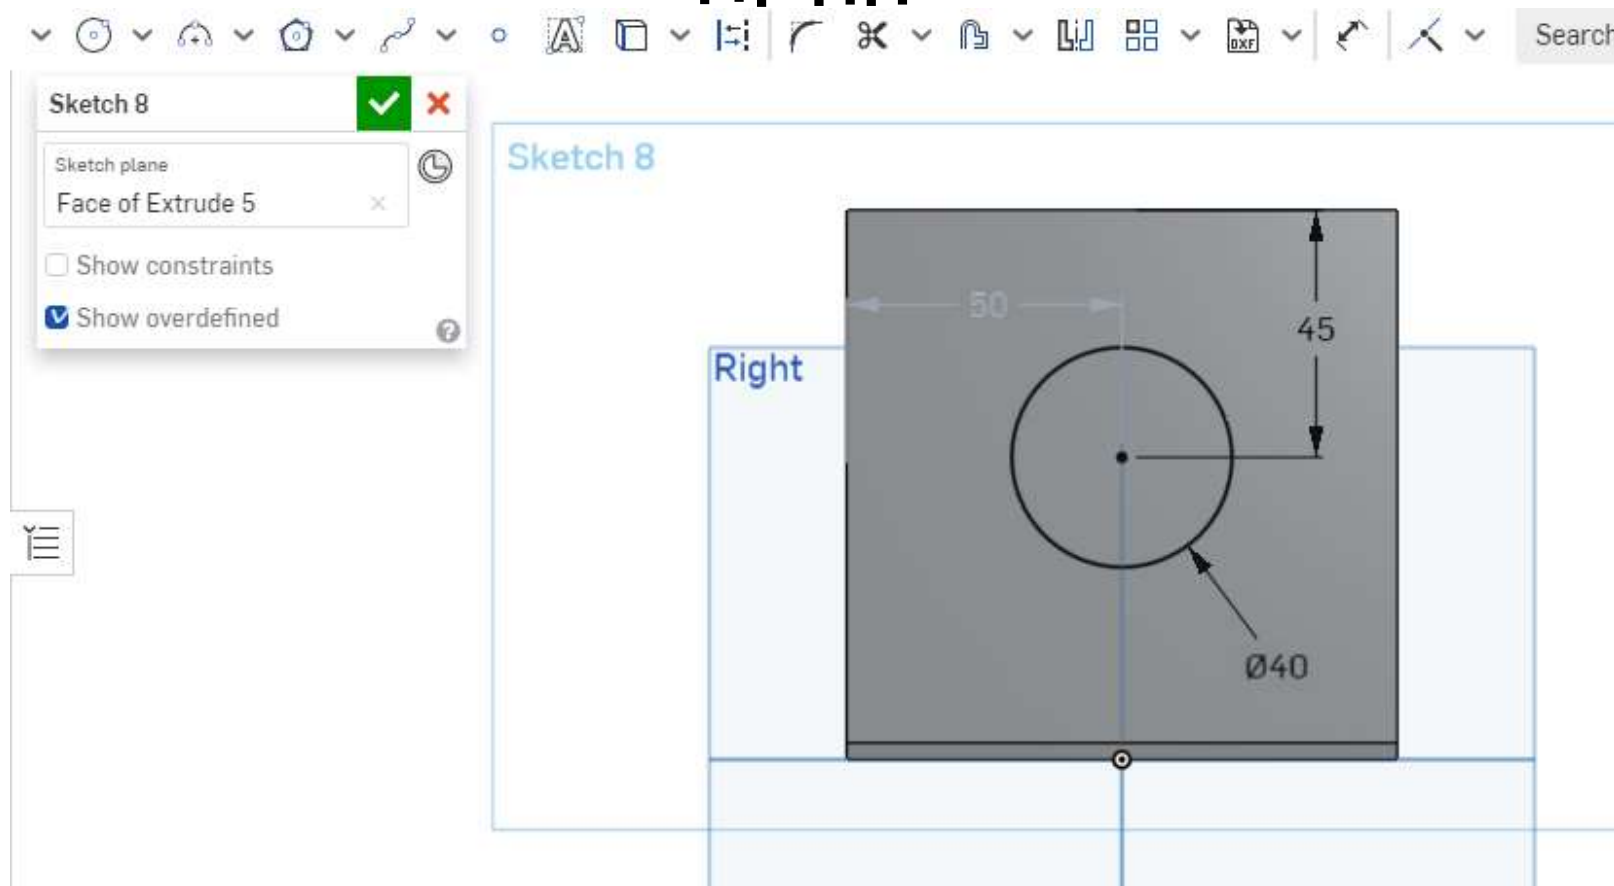 DXF
Search
Sketch 8
Sketch plane
Face of Extrude 5
Show constraints
Show overdefined
Sketch 8
50
45
Right
Ø40